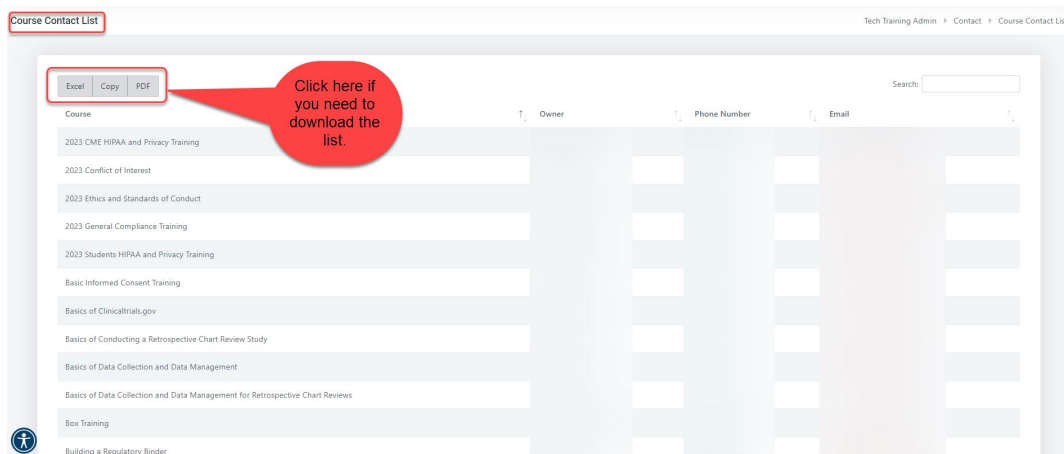 Course Contact List
Tech Training Admin > Contact > Course Contact Lis
Excel Copy PDF
Click here if
you need to
download the
list.
Search:
Course Owner Phone Number Email
2023 CME HIPAA and Privacy Training
2023 Conflict of Interest
2023 Ethics and Standards of Conduct
2023 General Compliance Training
2023 Students HIPAA and Privacy Training
Basic Informed Consent Training
Basics of Clinicaltrials.gov
Basics of Conducting a Retrospective Chart Review Study
Basics of Data Collection and Data Management
Basics of Data Collection and Data Management for Retrospective Chart Reviews
Box Training
Building a Regulatory Binder